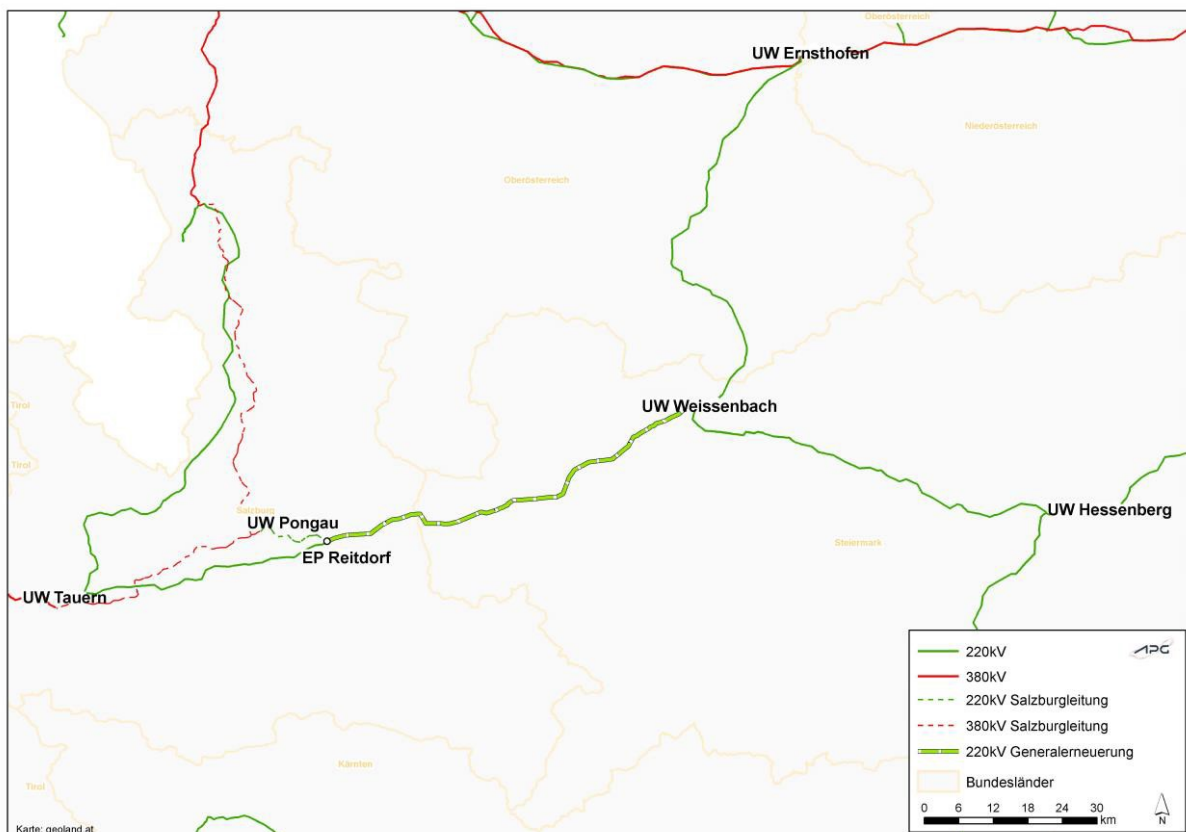 Oberösterreich
UW Ernsthofen
Niederösterreich
Oberösterreich
Tirol
UW Weissenbach
Tirol
Salzburg
UW Pongau
UW Hessenberg
EP Reitdorf
Steiermark
UW Tauern
Kärnten
Tirol
220kV
APG
380kV
220kV Salzburgleitung
380kV Salzburgleitung
220kV Generalerneuerung
Bundesländer
0 6 12 18 24 30
km
N
Karte: geoland.at